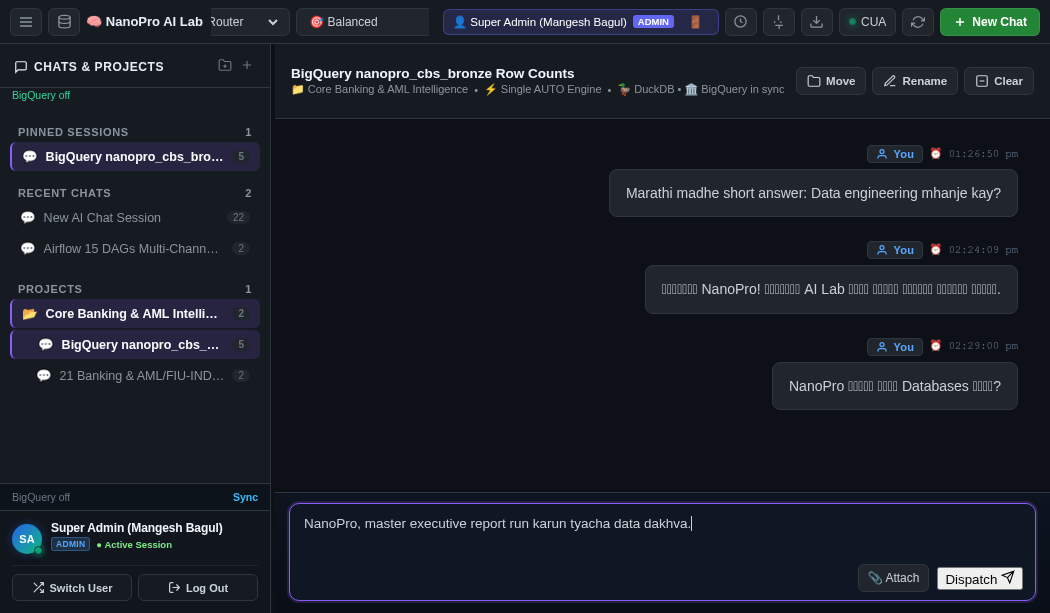 NanoPro AI Lab
Router
Balanced
Super Admin (Mangesh Bagul) ADMIN
CUA
New Chat
CHATS & PROJECTS
BigQuery off
PINNED SESSIONS 1
BigQuery nanopro_cbs_bro… 5
RECENT CHATS 2
New AI Chat Session 22
Airflow 15 DAGs Multi-Chann… 2
PROJECTS 1
Core Banking & AML Intelli… 2
BigQuery nanopro_cbs_… 5
21 Banking & AML/FIU-IND… 2
BigQuery off Sync
SA
Super Admin (Mangesh Bagul)
ADMIN ● Active Session
Switch User Log Out
BigQuery nanopro_cbs_bronze Row Counts
Core Banking & AML Intelligence • Single AUTO Engine • DuckDB • BigQuery in sync
Move Rename Clear
You 01:26:50 pm
Marathi madhe short answer: Data engineering mhanje kay?
You 02:24:09 pm
NanoPro! AI Lab
You 02:29:00 pm
NanoPro Databases ?
NanoPro, master executive report run karun tyacha data dakhva.
Attach Dispatch